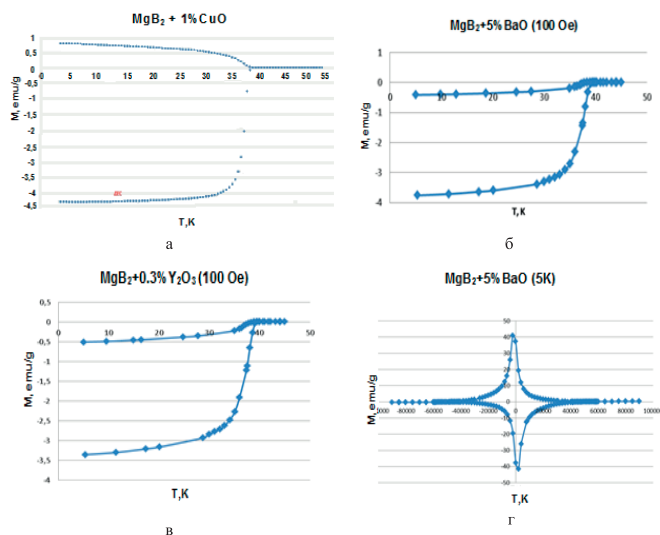 MgB₂ + 1% CuO
1
0,5
0
5 10 15 20 25 30 35 40 45 50 55
-0,5
-1
-1,5
-2
-2,5
-3
-3,5
-4
-4,5
M, emu/g
T,K
а
MgB₂+5% BaO (100 Oe)
1
0
0 10 20 30 40 50
-1
-2
-3
-4
M, emu/g
T,K
б
MgB₂+0.3% Y₂O₃ (100 Oe)
0,5
0
0 10 20 30 40 50
-0,5
-1
-1,5
-2
-2,5
-3
-3,5
-4
M, emu/g
T,K
в
MgB₂+5% BaO (5K)
50
40
30
20
10
0
-100000 -80000 -60000 -40000 -20000 0 20000 40000 60000 80000 100000
-10
-20
-30
-40
-50
M, emu/g
T,K
г